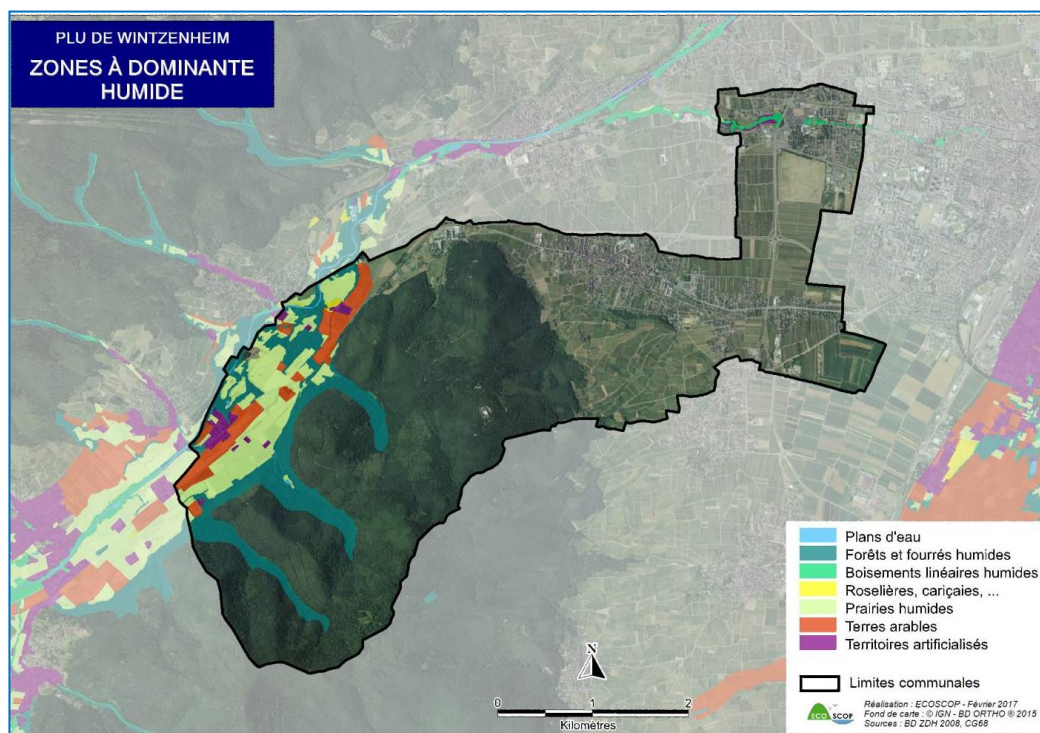 PLU DE WINTZENHEIM
ZONES À DOMINANTE
HUMIDE
Plans d'eau
Forêts et fourrés humides
Boisements linéaires humides
Roselières, cariçaies, ...
Prairies humides
Terres arables
Territoires artificialisés
Limites communales
N
0 1 2
Kilomètres
ECO SCOP
Réalisation : ECOSCOP - Février 2017
Fond de carte : © IGN - BD ORTHO ® 2015
Sources : BD ZDH 2008, CG68